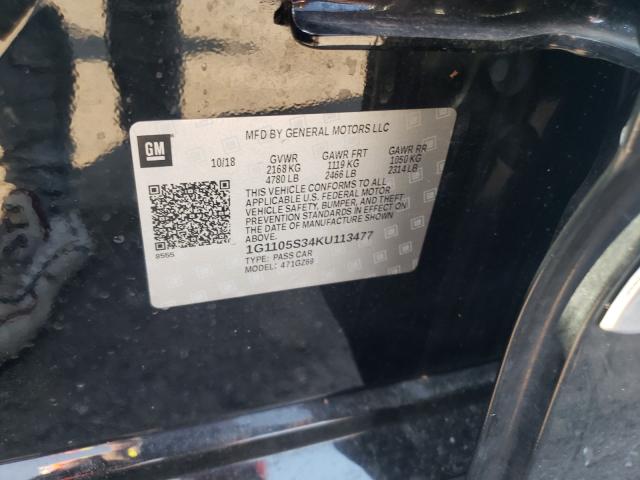 GM
MFD BY GENERAL MOTORS LLC
10/18 GVWR GAWR FRT GAWR RR
2168 KG 1119 KG 1050 KG
4780 LB 2466 LB 2314 LB
THIS VEHICLE CONFORMS TO ALL
APPLICABLE U.S. FEDERAL MOTOR
VEHICLE SAFETY, BUMPER, AND THEFT
PREVENTION STANDARDS IN EFFECT ON
THE DATE OF MANUFACTURE SHOWN
ABOVE.
1G1105S34KU113477
TYPE: PASS CAR
MODEL: 471GZ69
9555